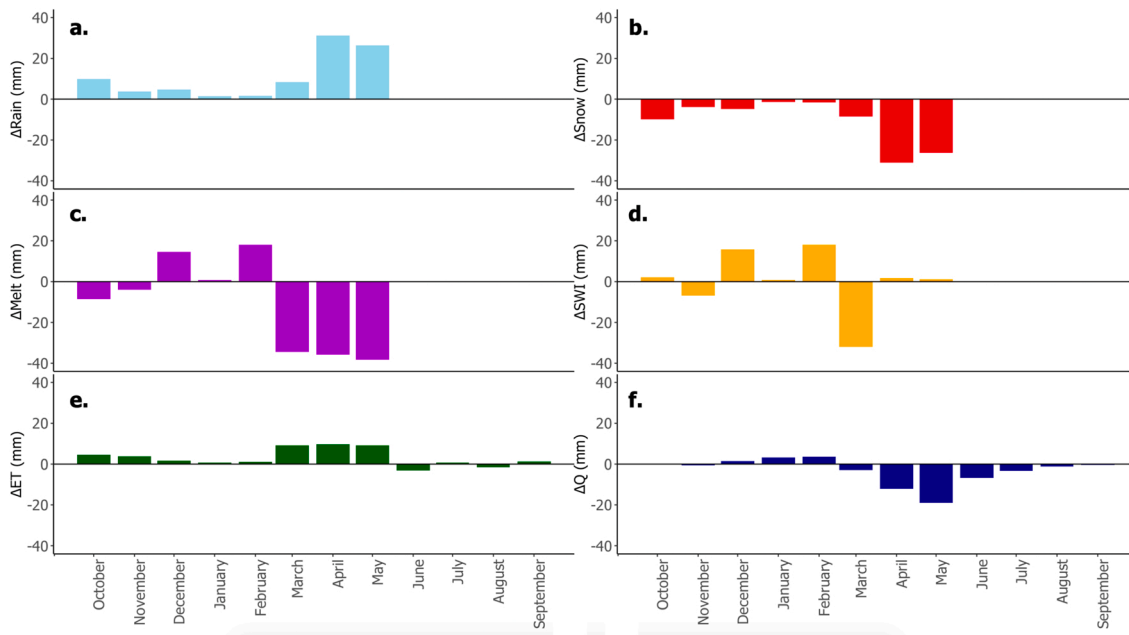 a.
40
20
0
-20
-40
ΔRain (mm)
b.
40
20
0
-20
-40
ΔSnow (mm)
c.
40
20
0
-20
-40
ΔMelt (mm)
d.
40
20
0
-20
-40
ΔSWI (mm)
e.
40
20
0
-20
-40
ΔET (mm)
October
November
December
January
February
March
April
May
June
July
August
September
f.
40
20
0
-20
-40
ΔQ (mm)
October
November
December
January
February
March
April
May
June
July
August
September